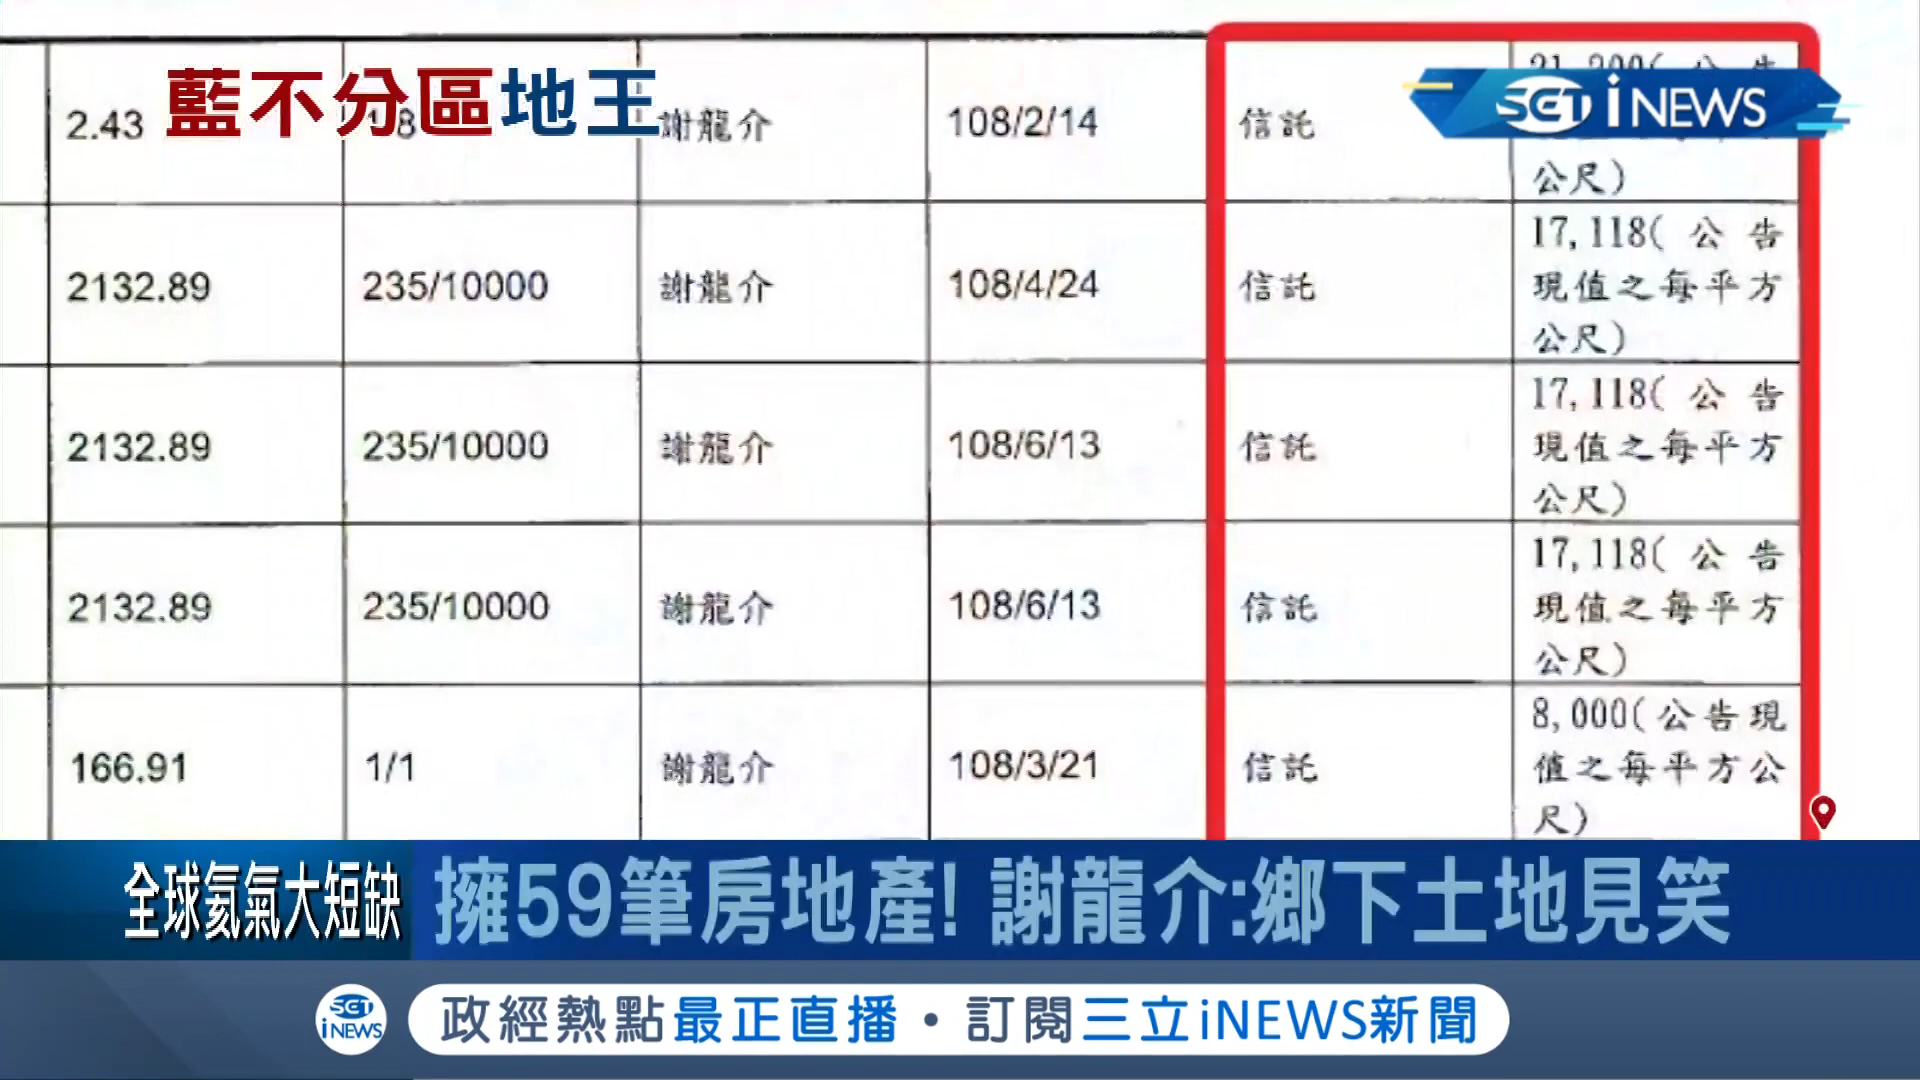 藍不分區地王
SET iNEWS
2.43 謝龍介 108/2/14 信託
公尺)
2132.89 235/10000 謝龍介 108/4/24 信託 17,118(公告
現值之每平方
公尺)
2132.89 235/10000 謝龍介 108/6/13 信託 17,118(公告
現值之每平方
公尺)
2132.89 235/10000 謝龍介 108/6/13 信託 17,118(公告
現值之每平方
公尺)
166.91 1/1 謝龍介 108/3/21 信託 8,000(公告現
值之每平方公
尺)
全球氦氣大短缺
擁59筆房地產! 謝龍介:鄉下土地見笑
SET iNEWS
政經熱點最正直播・訂閱三立iNEWS新聞